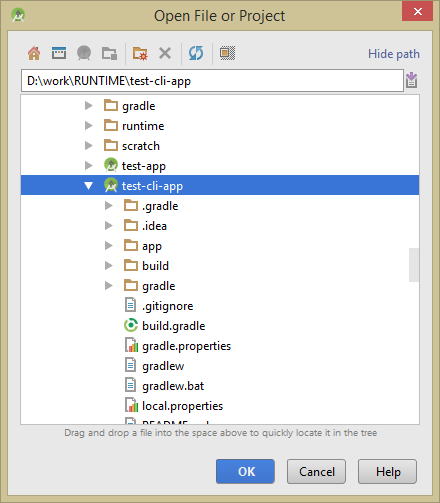 Open File or Project
Hide path
D:\work\RUNTIME\test-cli-app
gradle
runtime
scratch
test-app
test-cli-app
.gradle
.idea
app
build
gradle
.gitignore
build.gradle
gradle.properties
gradlew
gradlew.bat
local.properties
Drag and drop a file into the space above to quickly locate it in the tree
OK Cancel Help